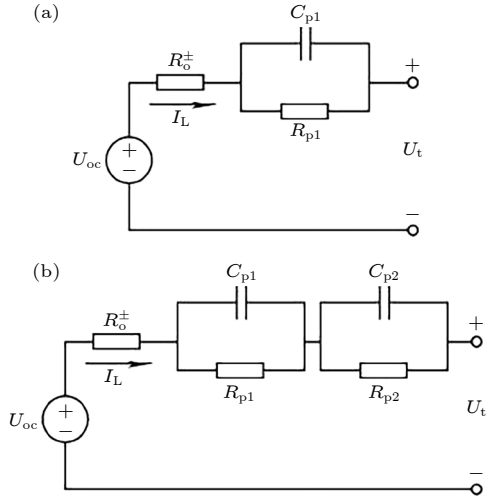 (a)
C_p1
R_o^±
+
I_L
R_p1
U_oc
+
−
U_t
−
(b)
C_p1
C_p2
R_o^±
+
I_L
R_p1
R_p2
U_oc
+
−
U_t
−